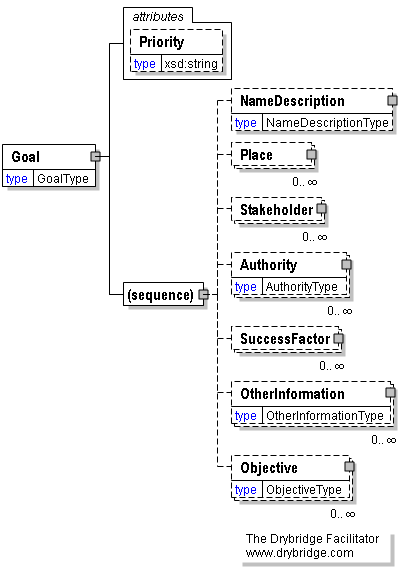 attributes
Priority
type xsd:string
Goal
type GoalType
(sequence)
NameDescription
type NameDescriptionType
Place
0.. ∞
Stakeholder
0.. ∞
Authority
type AuthorityType
0.. ∞
SuccessFactor
0.. ∞
OtherInformation
type OtherInformationType
0.. ∞
Objective
type ObjectiveType
0.. ∞
The Drybridge Facilitator
www.drybridge.com